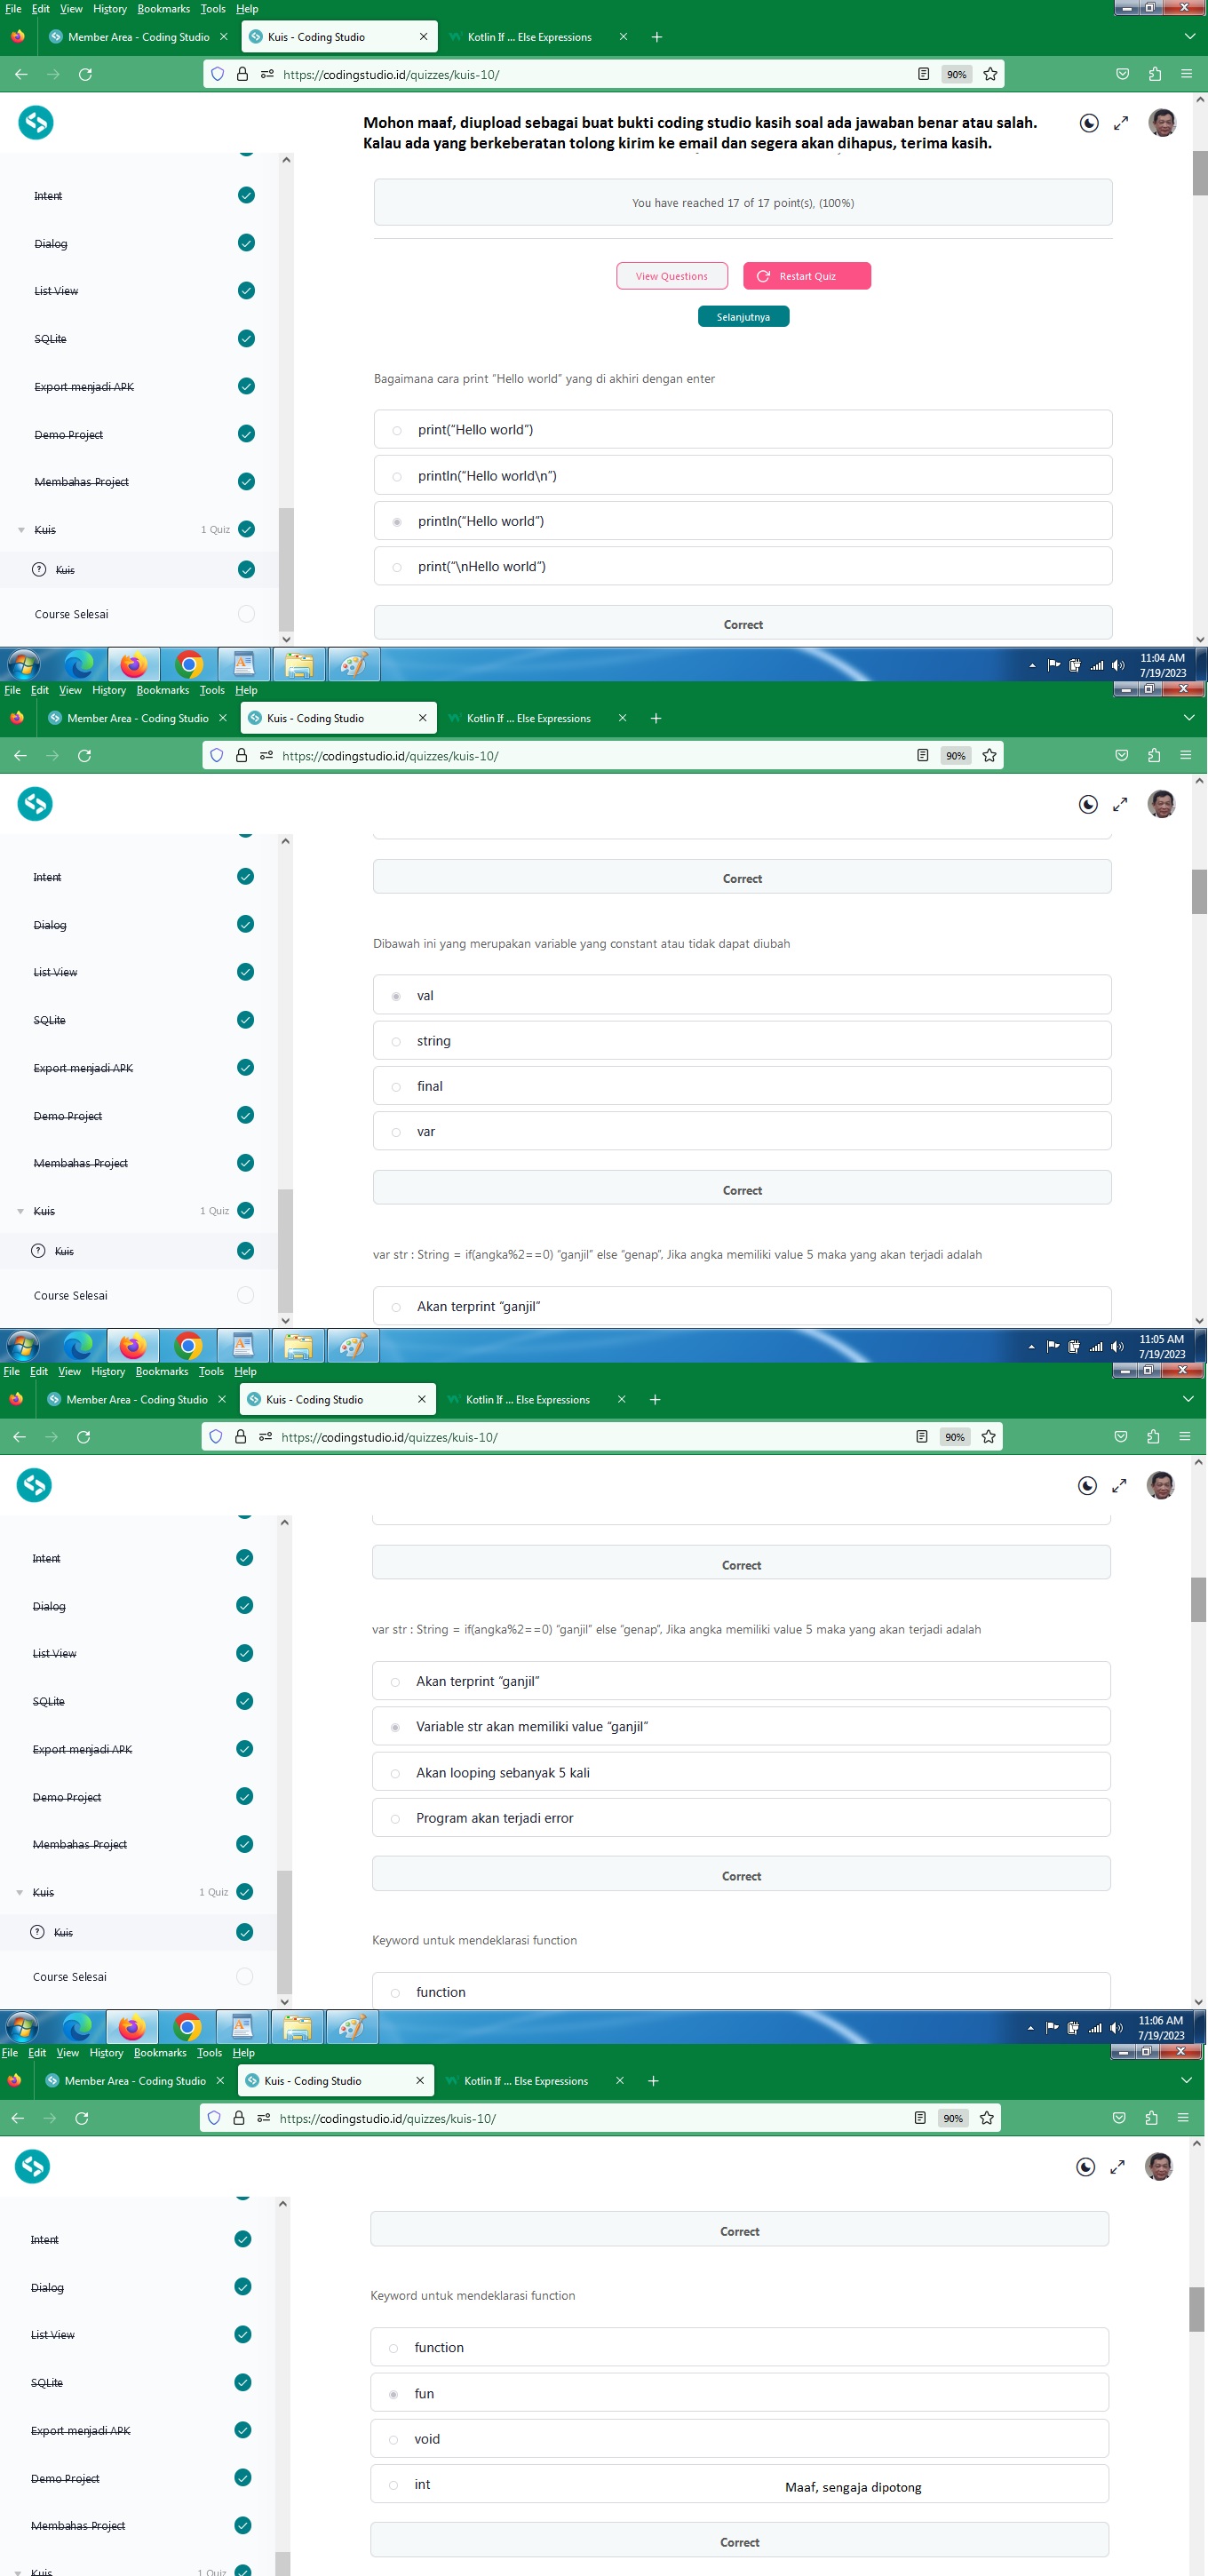 File Edit View History Bookmarks Tools Help
Member Area - Coding Studio
Kuis - Coding Studio
Kotlin If ... Else Expressions
https://codingstudio.id/quizzes/kuis-10/
90%
Mohon maaf, diupload sebagai buat bukti coding studio kasih soal ada jawaban benar atau salah.
Kalau ada yang berkeberatan tolong kirim ke email dan segera akan dihapus, terima kasih.
You have reached 17 of 17 point(s), (100%)
View Questions
Restart Quiz
Selanjutnya
Intent
Dialog
List View
SQLite
Export menjadi APK
Demo Project
Membahas Project
Kuis 1 Quiz
Kuis
Course Selesai
Bagaimana cara print “Hello world” yang di akhiri dengan enter
print(“Hello world”)
println(“Hello world\n”)
println(“Hello world”)
print(“\nHello world”)
Correct
11:04 AM
7/19/2023
File Edit View History Bookmarks Tools Help
Member Area - Coding Studio
Kuis - Coding Studio
Kotlin If ... Else Expressions
https://codingstudio.id/quizzes/kuis-10/
90%
Intent
Dialog
List View
SQLite
Export menjadi APK
Demo Project
Membahas Project
Kuis 1 Quiz
Kuis
Course Selesai
Correct
Dibawah ini yang merupakan variable yang constant atau tidak dapat diubah
val
string
final
var
Correct
var str : String = if(angka%2==0) “ganjil” else “genap”, Jika angka memiliki value 5 maka yang akan terjadi adalah
Akan terprint “ganjil”
11:05 AM
7/19/2023
File Edit View History Bookmarks Tools Help
Member Area - Coding Studio
Kuis - Coding Studio
Kotlin If ... Else Expressions
https://codingstudio.id/quizzes/kuis-10/
90%
Intent
Dialog
List View
SQLite
Export menjadi APK
Demo Project
Membahas Project
Kuis 1 Quiz
Kuis
Course Selesai
Correct
var str : String = if(angka%2==0) “ganjil” else “genap”, Jika angka memiliki value 5 maka yang akan terjadi adalah
Akan terprint “ganjil”
Variable str akan memiliki value “ganjil”
Akan looping sebanyak 5 kali
Program akan terjadi error
Correct
Keyword untuk mendeklarasi function
function
11:06 AM
7/19/2023
File Edit View History Bookmarks Tools Help
Member Area - Coding Studio
Kuis - Coding Studio
Kotlin If ... Else Expressions
https://codingstudio.id/quizzes/kuis-10/
90%
Intent
Dialog
List View
SQLite
Export menjadi APK
Demo Project
Membahas Project
Kuis 1 Quiz
Correct
Keyword untuk mendeklarasi function
function
fun
void
int
Maaf, sengaja dipotong
Correct